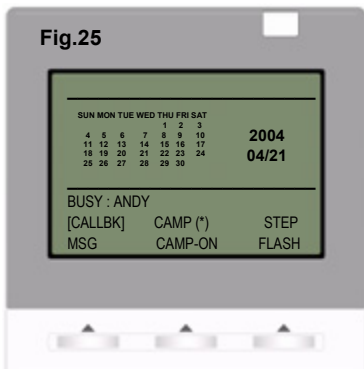 Fig.25
SUN MON TUE WED THU FRI SAT
1 2 3
4 5 6 7 8 9 10
11 12 13 14 15 16 17
18 19 20 21 22 23 24
25 26 27 28 29 30
2004
04/21
BUSY : ANDY
[CALLBK] CAMP (*) STEP
MSG CAMP-ON FLASH